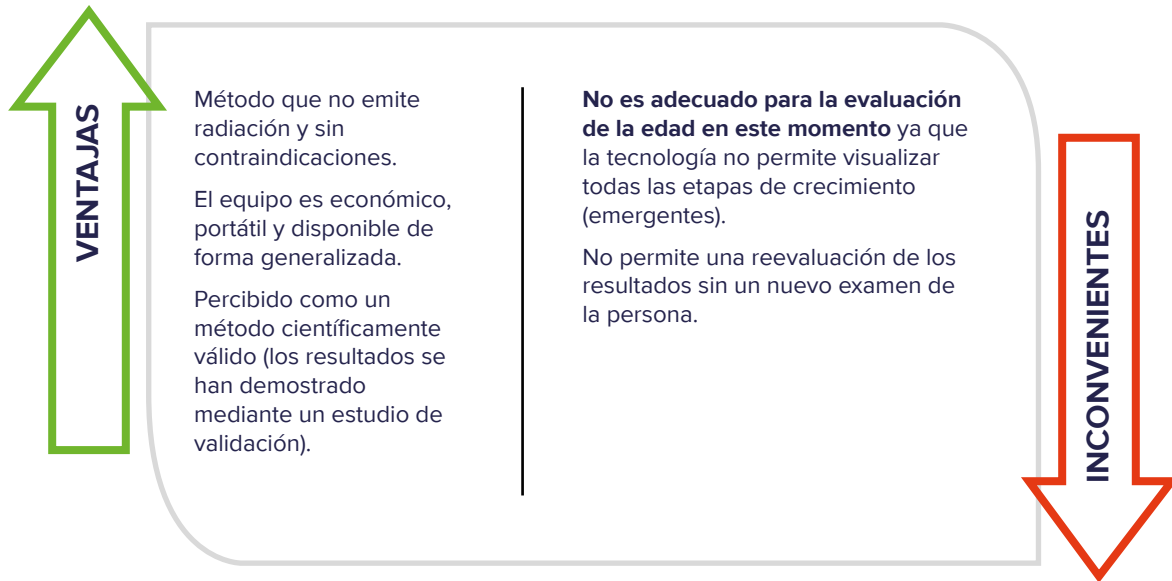 VENTAJAS
Método que no emite
radiación y sin
contraindicaciones.
El equipo es económico,
portátil y disponible de
forma generalizada.
Percibido como un
método científicamente
válido (los resultados se
han demostrado
mediante un estudio de
validación).
No es adecuado para la evaluación
de la edad en este momento ya que
la tecnología no permite visualizar
todas las etapas de crecimiento
(emergentes).
No permite una reevaluación de los
resultados sin un nuevo examen de
la persona.
INCONVENIENTES